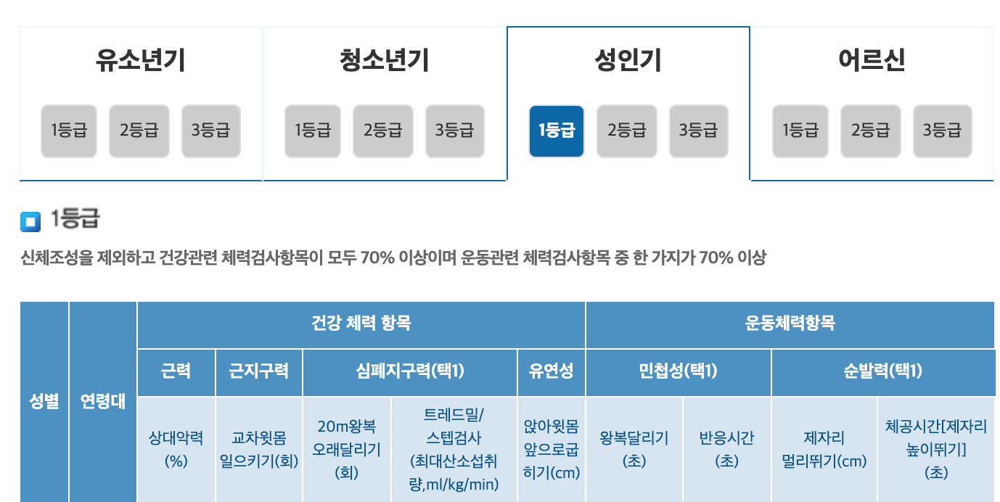 유소년기
1등급 2등급 3등급
청소년기
1등급 2등급 3등급
성인기
1등급 2등급 3등급
어르신
1등급 2등급 3등급
1등급
신체조성을 제외하고 건강관련 체력검사항목이 모두 70% 이상이며 운동관련 체력검사항목 중 한 가지가 70% 이상
성별
연령대
건강 체력 항목
운동체력항목
근력
근지구력
심폐지구력(택1)
유연성
민첩성(택1)
순발력(택1)
상대악력
(%)
교차윗몸
일으키기(회)
20m왕복
오래달리기
(회)
트레드밀/
스텝검사
(최대산소섭취
량,ml/kg/min)
앉아윗몸
앞으로굽
히기(cm)
왕복달리기
(초)
반응시간
(초)
제자리
멀리뛰기(cm)
체공시간[제자리
높이뛰기]
(초)